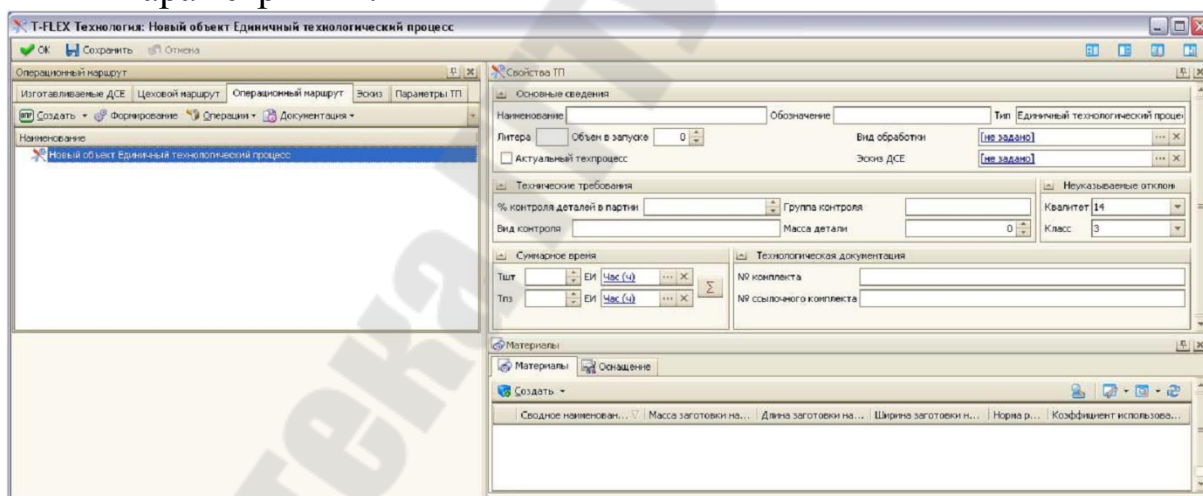 T-FLEX Технология: Новый объект Единичный технологический процесс
ОК Сохранить Отмена
Операционный маршрут
Изготавливаемые ДСЕ Цеховой маршрут Операционный маршрут Эскиз Параметры ТП
Создать Формирование Операции Документация
Наименование
Новый объект Единичный технологический процесс
Свойства ТП
Основные сведения
Наименование Обозначение Тип Единичный технологический проце
Литера Объем в запуске 0 Вид обработки [не задано]
Актуальный техпроцесс Эскиз ДСЕ [не задано]
Технические требования Неуказываемые отклон
% контроля деталей в партии Группа контроля Квалитет 14
Вид контроля Масса детали 0 Класс 3
Суммарное время Технологическая документация
Тшт ЕИ Час (ч) Σ № комплекта
Тпз ЕИ Час (ч) № ссылочного комплекта
Материалы
Материалы Оснащение
Создать
Сводное наименован... Масса заготовки на... Длина заготовки на... Ширина заготовки н... Норма р... Коэффициент использова...